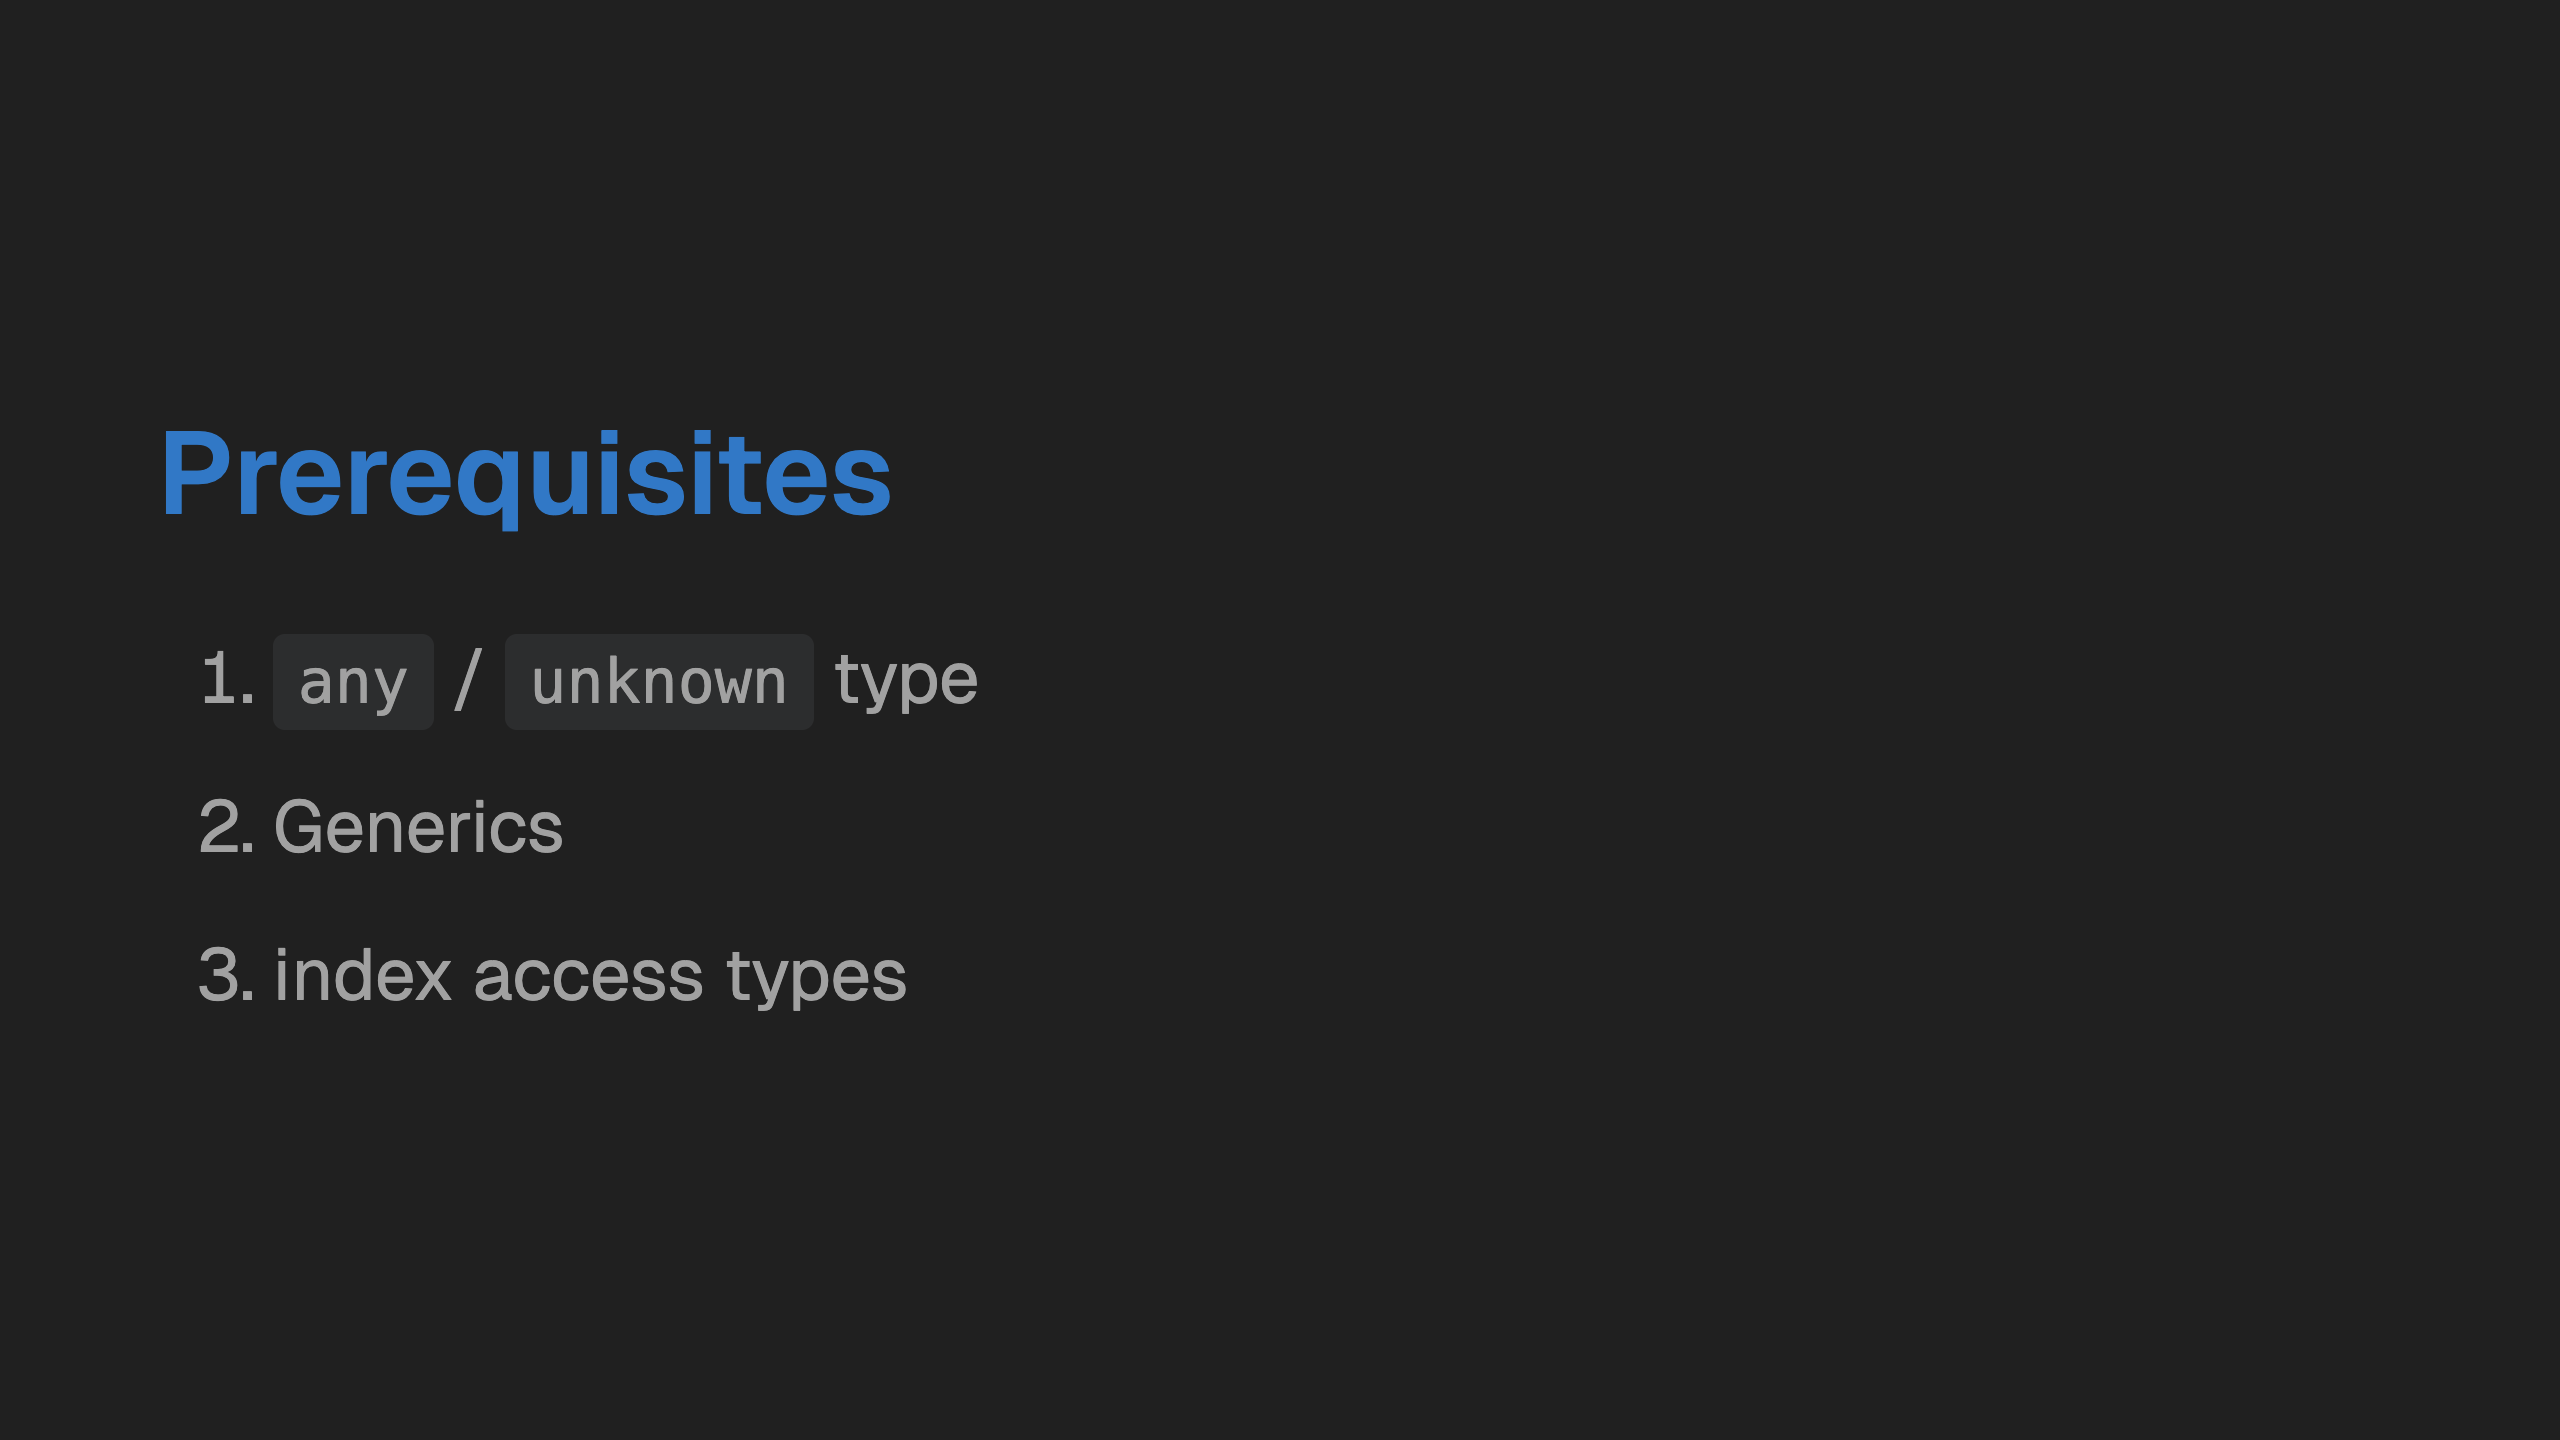 Prerequisites
1. any / unknown type
2. Generics
3. index access types